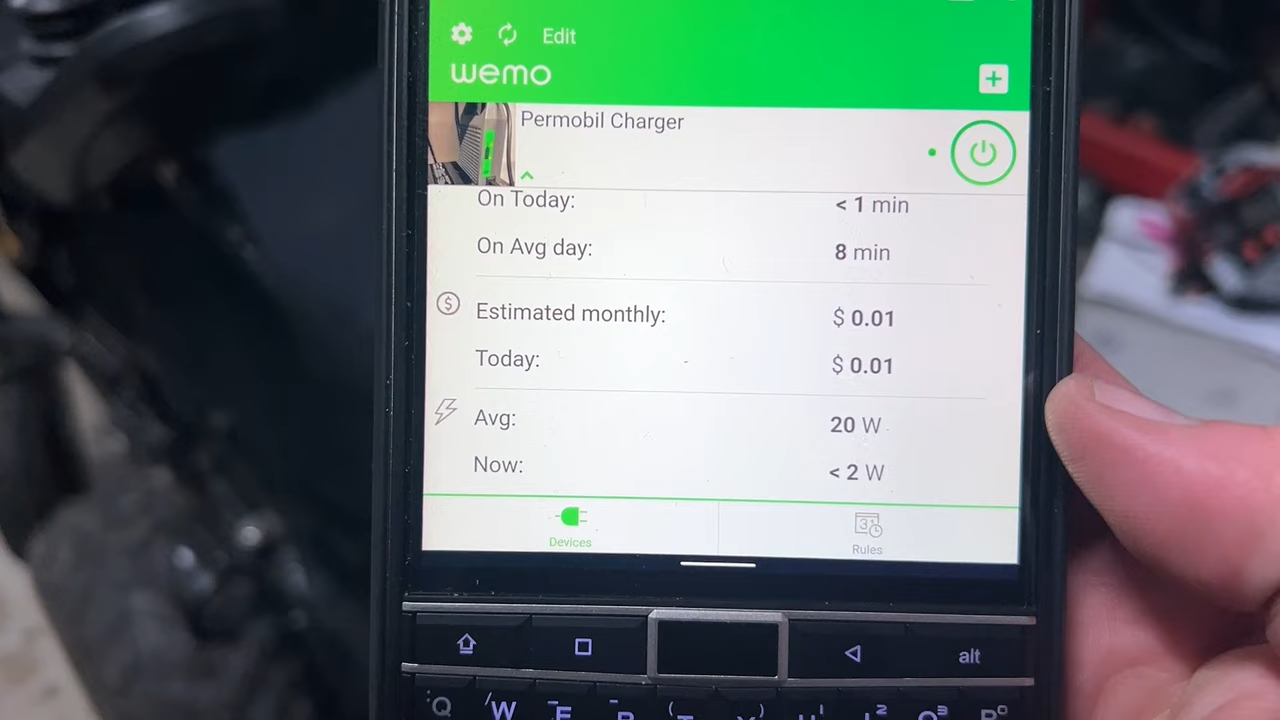 Edit
wemo
Permobil Charger
On Today: < 1 min
On Avg day: 8 min
$ Estimated monthly: $ 0.01
Today: $ 0.01
Avg: 20 W
Now: < 2 W
Devices
31 Rules
alt
Q W E